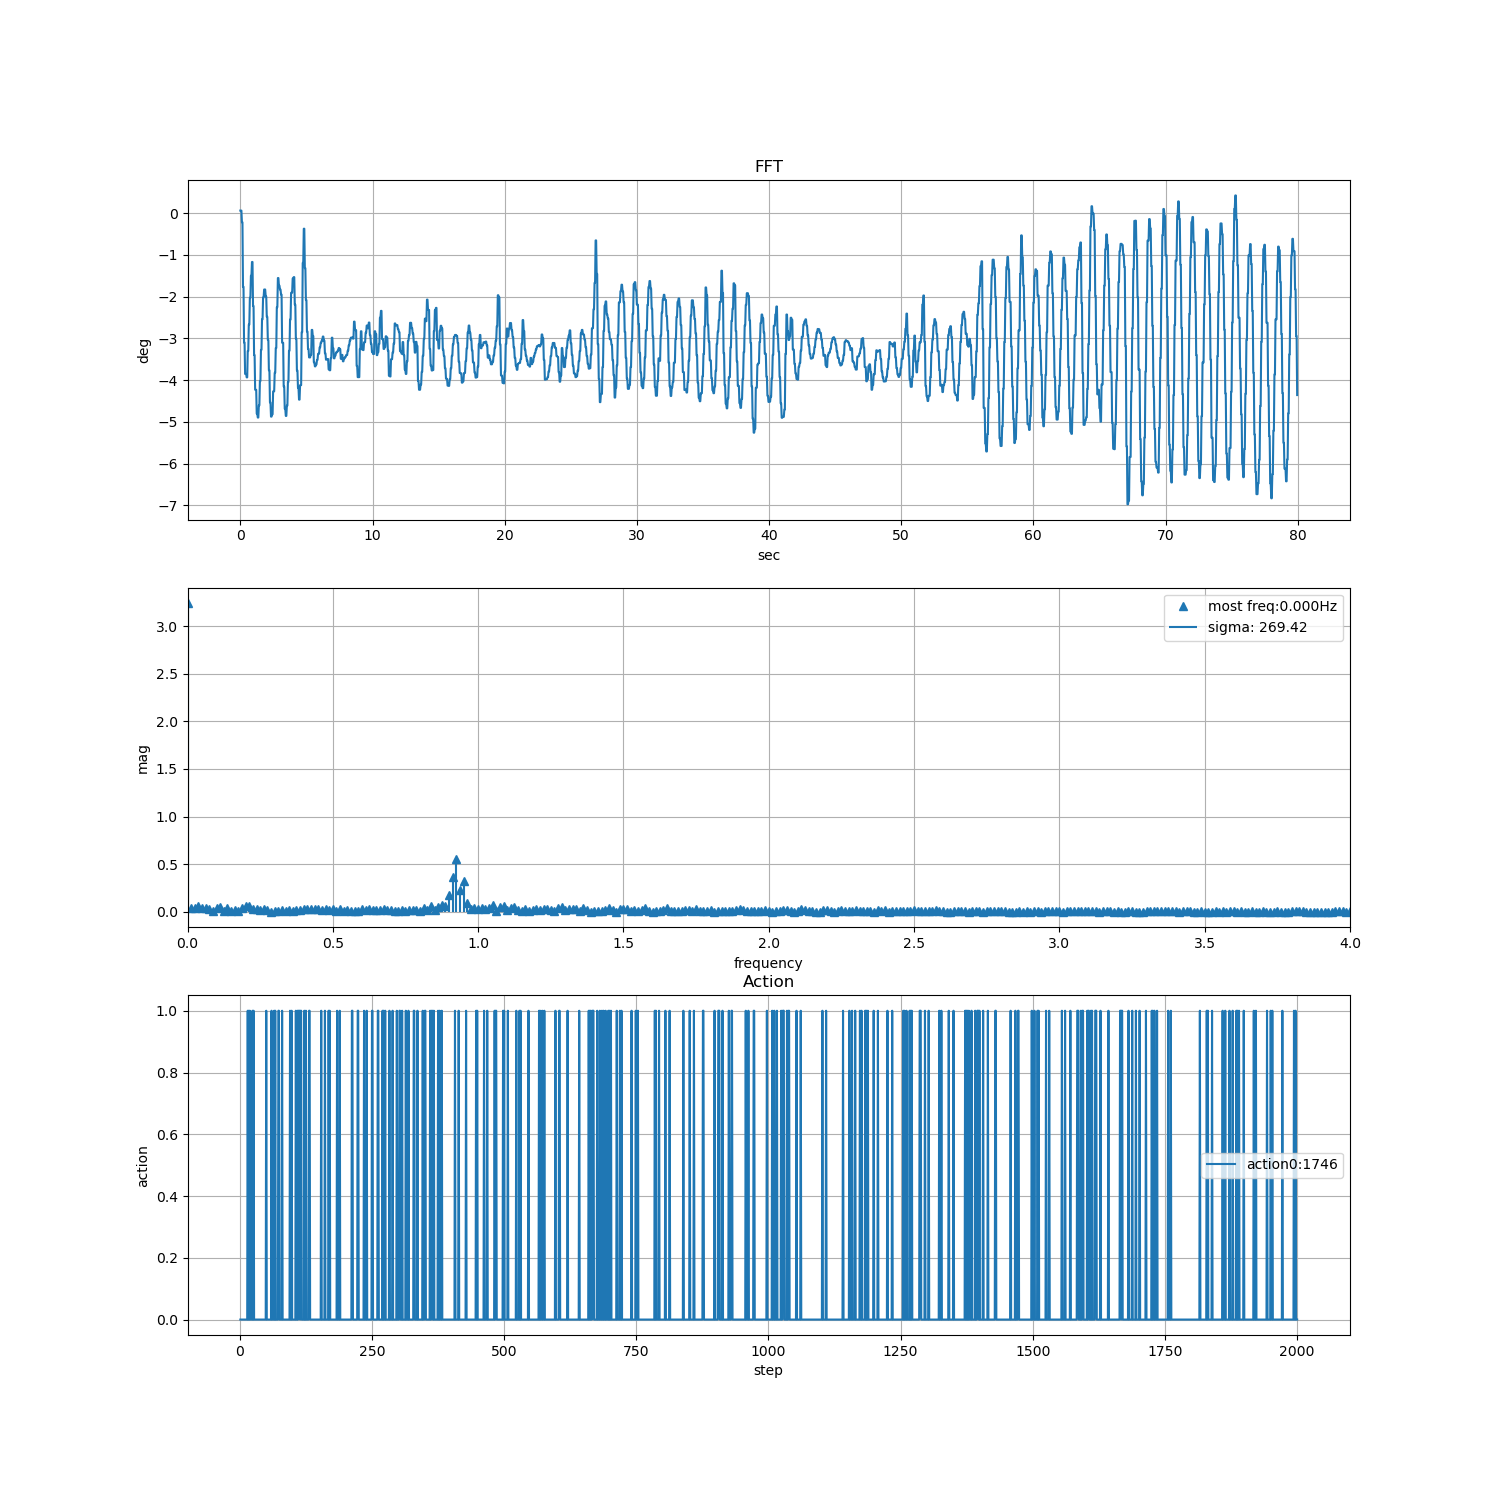 FFT
0
−1
−2
−3
−4
−5
−6
−7
deg
0 10 20 30 40 50 60 70 80
sec
most freq:0.000Hz
sigma: 269.42
3.0
2.5
2.0
1.5
1.0
0.5
0.0
mag
0.0 0.5 1.0 1.5 2.0 2.5 3.0 3.5 4.0
frequency
Action
1.0
0.8
0.6
0.4
0.2
0.0
action
action0:1746
0 250 500 750 1000 1250 1500 1750 2000
step